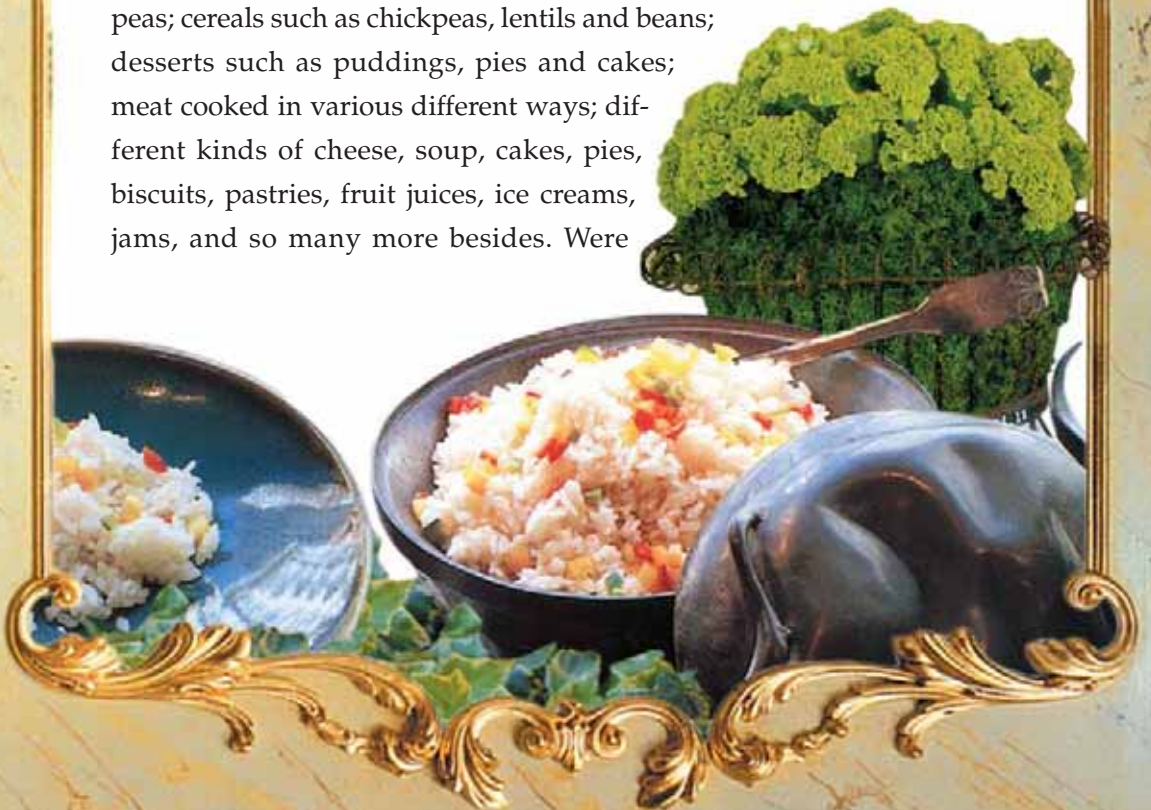 peas; cereals such as chickpeas, lentils and beans;
desserts such as puddings, pies and cakes;
meat cooked in various different ways; dif-
ferent kinds of cheese, soup, cakes, pies,
biscuits, pastries, fruit juices, ice creams,
jams, and so many more besides. Were